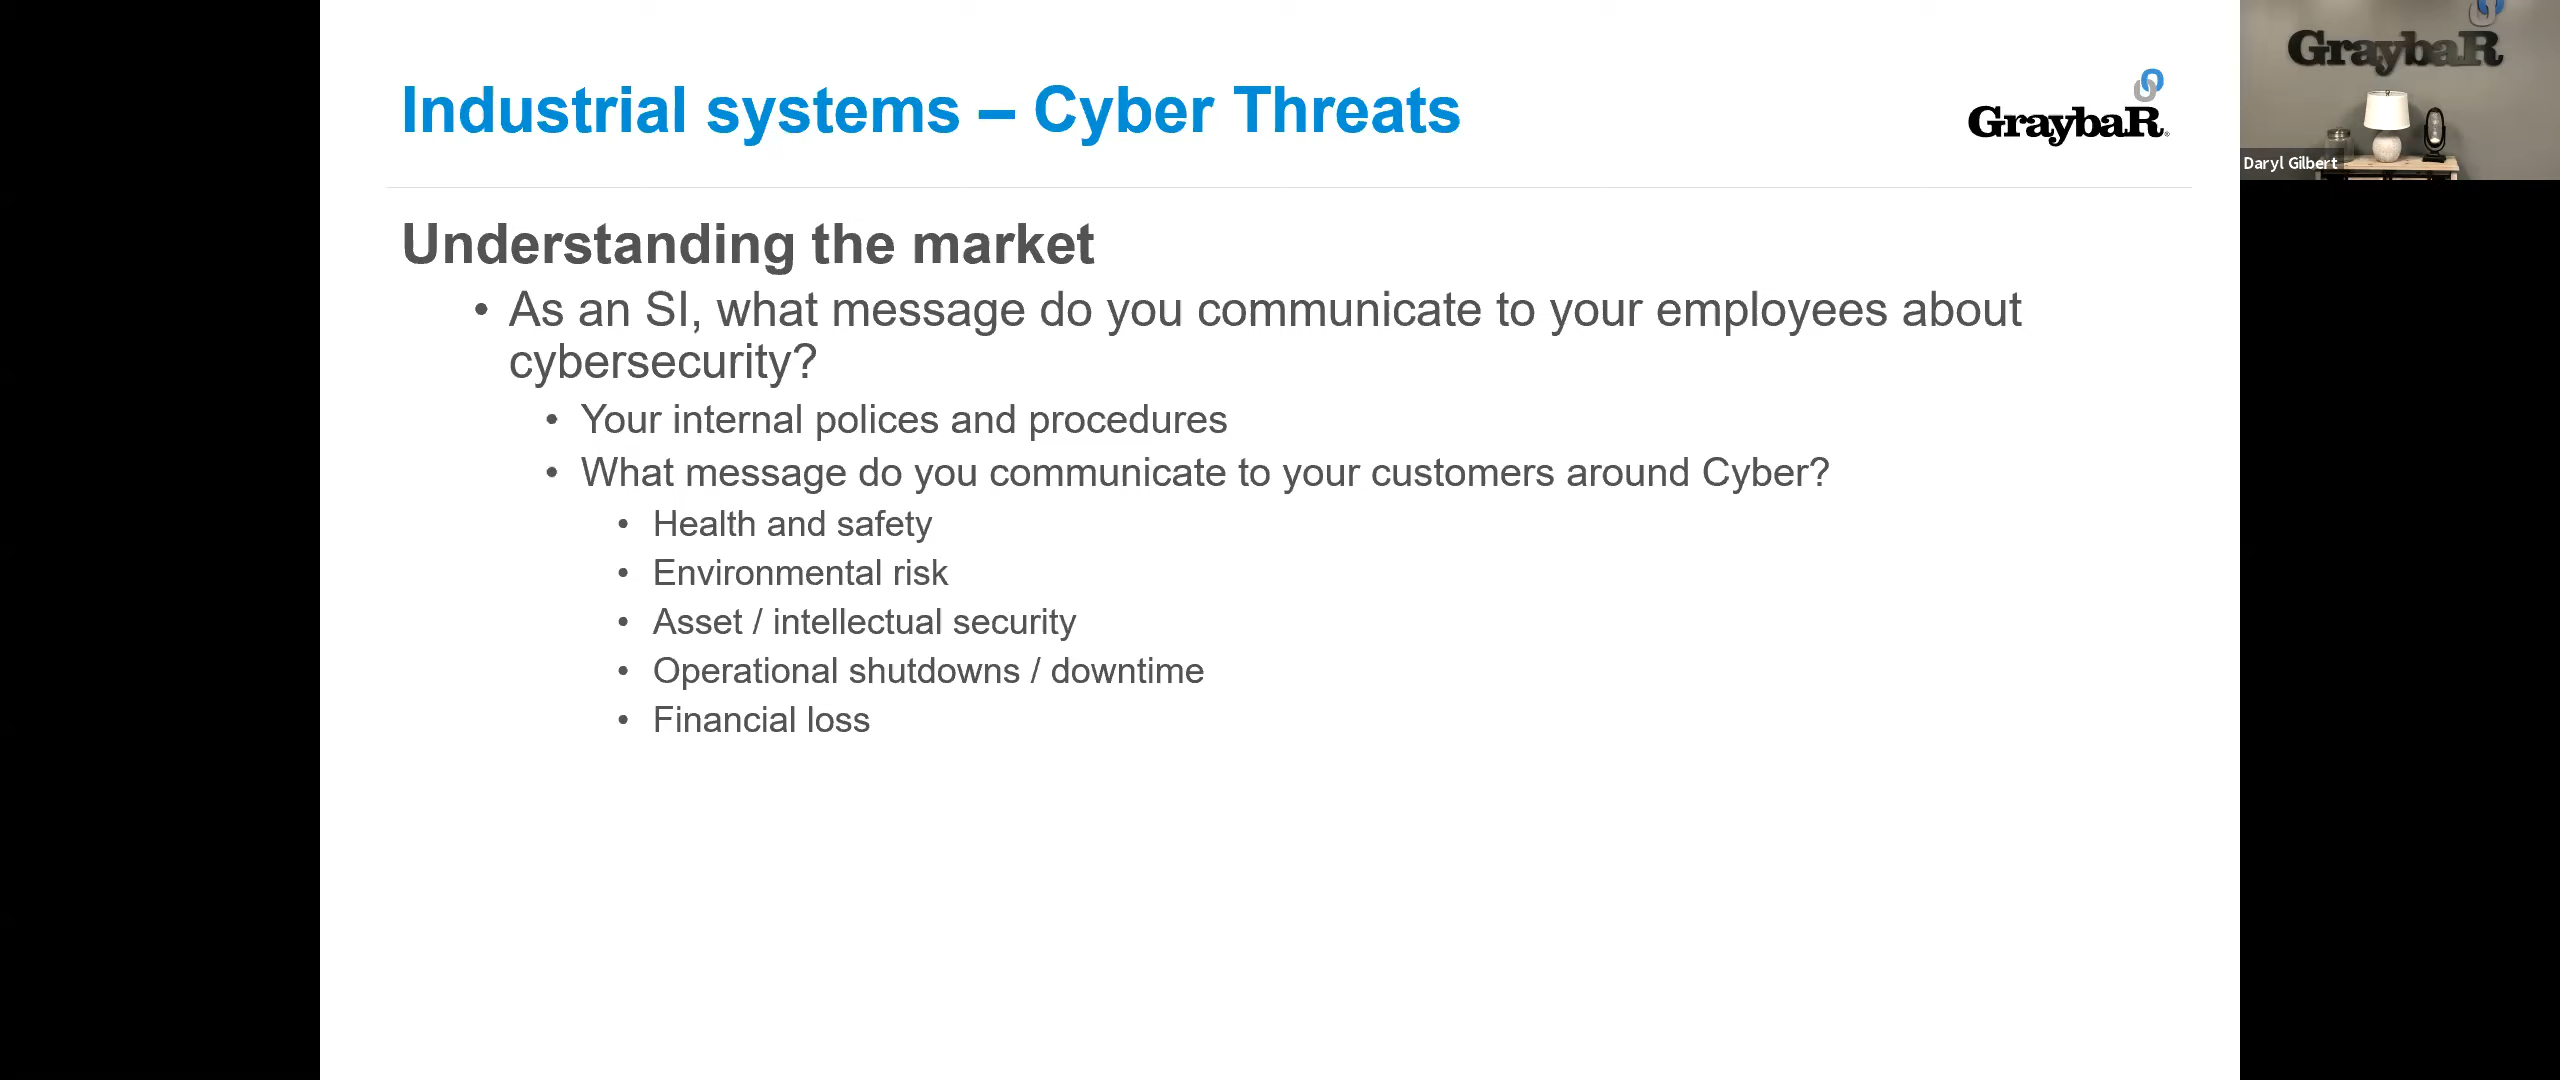 Industrial systems – Cyber Threats
GraybaR
Understanding the market
• As an SI, what message do you communicate to your employees about
cybersecurity?
• Your internal polices and procedures
• What message do you communicate to your customers around Cyber?
• Health and safety
• Environmental risk
• Asset / intellectual security
• Operational shutdowns / downtime
• Financial loss
GraybaR
Daryl Gilbert